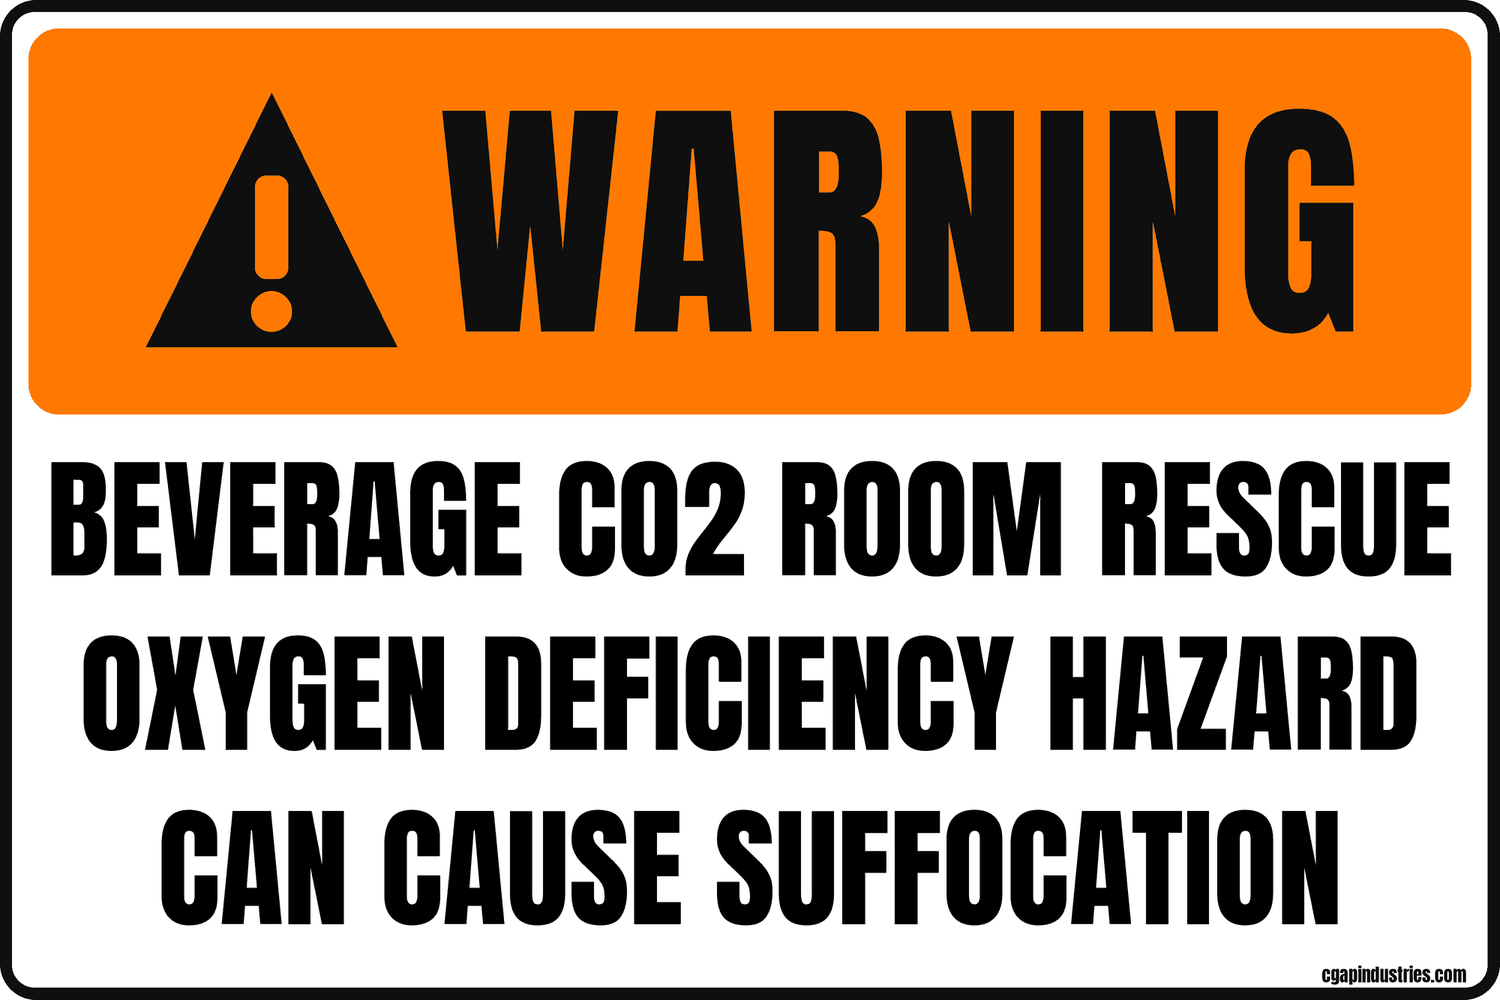 WARNING
BEVERAGE CO2 ROOM RESCUE
OXYGEN DEFICIENCY HAZARD
CAN CAUSE SUFFOCATION
cgapindustries.com